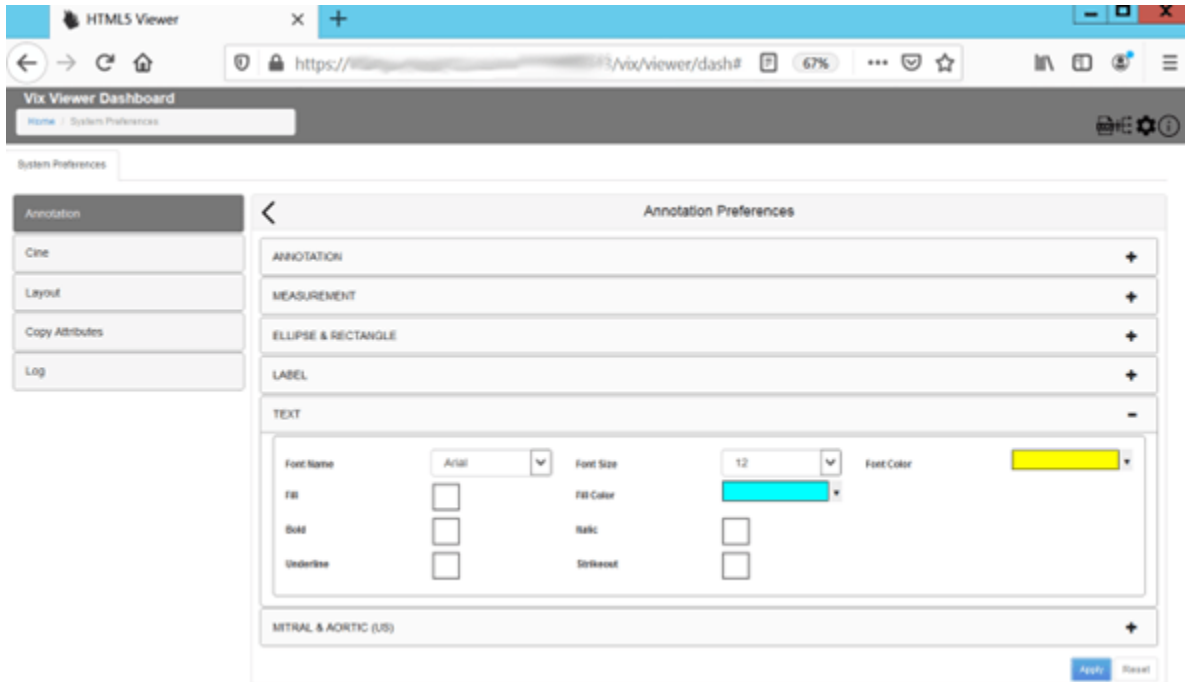 HTML5 Viewer
https:// /vix/viewer/dash# 67%
Vix Viewer Dashboard
Home / System Preferences
System Preferences
Annotation
Cine
Layout
Copy Attributes
Log
Annotation Preferences
ANNOTATION
MEASUREMENT
ELLIPSE & RECTANGLE
LABEL
TEXT
Font Name Arial Font Size 12 Font Color
Fill Fill Color
Bold Italic
Underline Strikeout
MITRAL & AORTIC (US)
Apply Reset